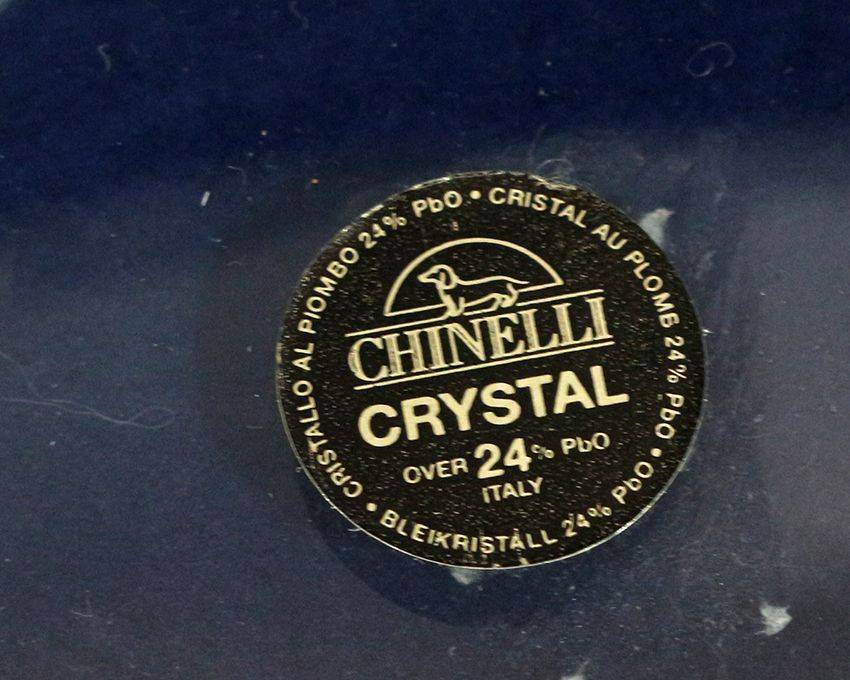 CRISTALLO AL PIOMBO 24% PbO • CRISTAL AU PLOMB 24% PbO • BLEIKRISTALL 24% PbO •
CHINELLI
CRYSTAL
OVER 24% PbO
ITALY